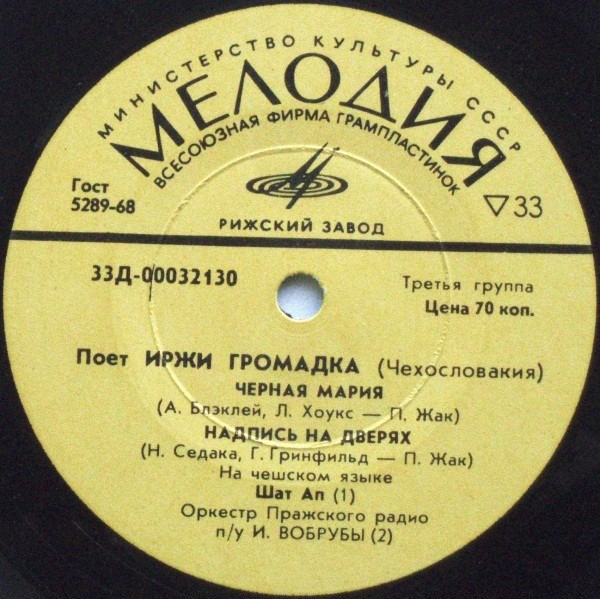 МИНИСТЕРСТВО КУЛЬТУРЫ СССР
МЕЛОДИЯ
ВСЕСОЮЗНАЯ ФИРМА ГРАМПЛАСТИНОК
Гост
5289-68
▽33
РИЖСКИЙ ЗАВОД
33Д-00032130
Третья группа
Цена 70 коп.
Поет ИРЖИ ГРОМАДКА (Чехословакия)
ЧЕРНАЯ МАРИЯ
(А. Блэклей, Л. Хоукс — П. Жак)
НАДПИСЬ НА ДВЕРЯХ
(Н. Седака, Г. Гринфильд — П. Жак)
На чешском языке
Шат Ап (1)
Оркестр Пражского радио
п/у И. ВОБРУБЫ (2)